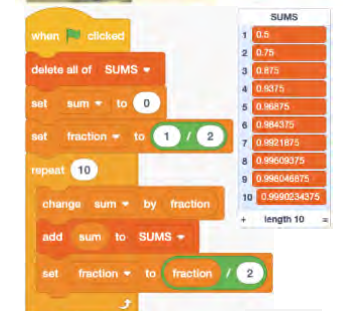 when clicked
delete all of SUMS
set sum to 0
set fraction to 1 / 2
repeat 10
change sum by fraction
add sum to SUMS
set fraction to fraction / 2
SUMS
1 0.5
2 0.75
3 0.875
4 0.9375
5 0.96875
6 0.984375
7 0.9921875
8 0.99609375
9 0.998046875
10 0.9990234375
+ length 10 =